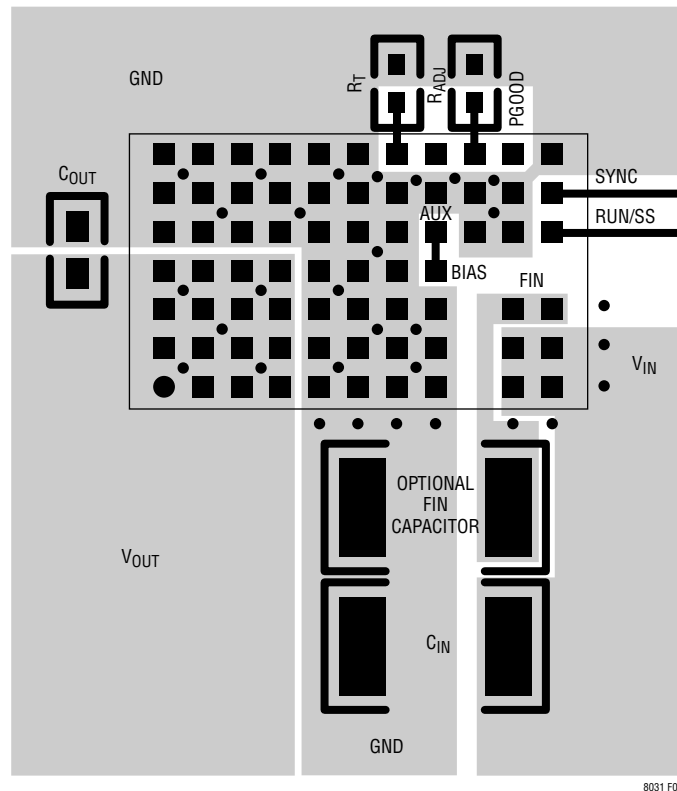 GND
RT
RADJ
PGOOD
COUT
SYNC
AUX
RUN/SS
BIAS
FIN
VIN
OPTIONAL
FIN
CAPACITOR
VOUT
CIN
GND
8031 F0